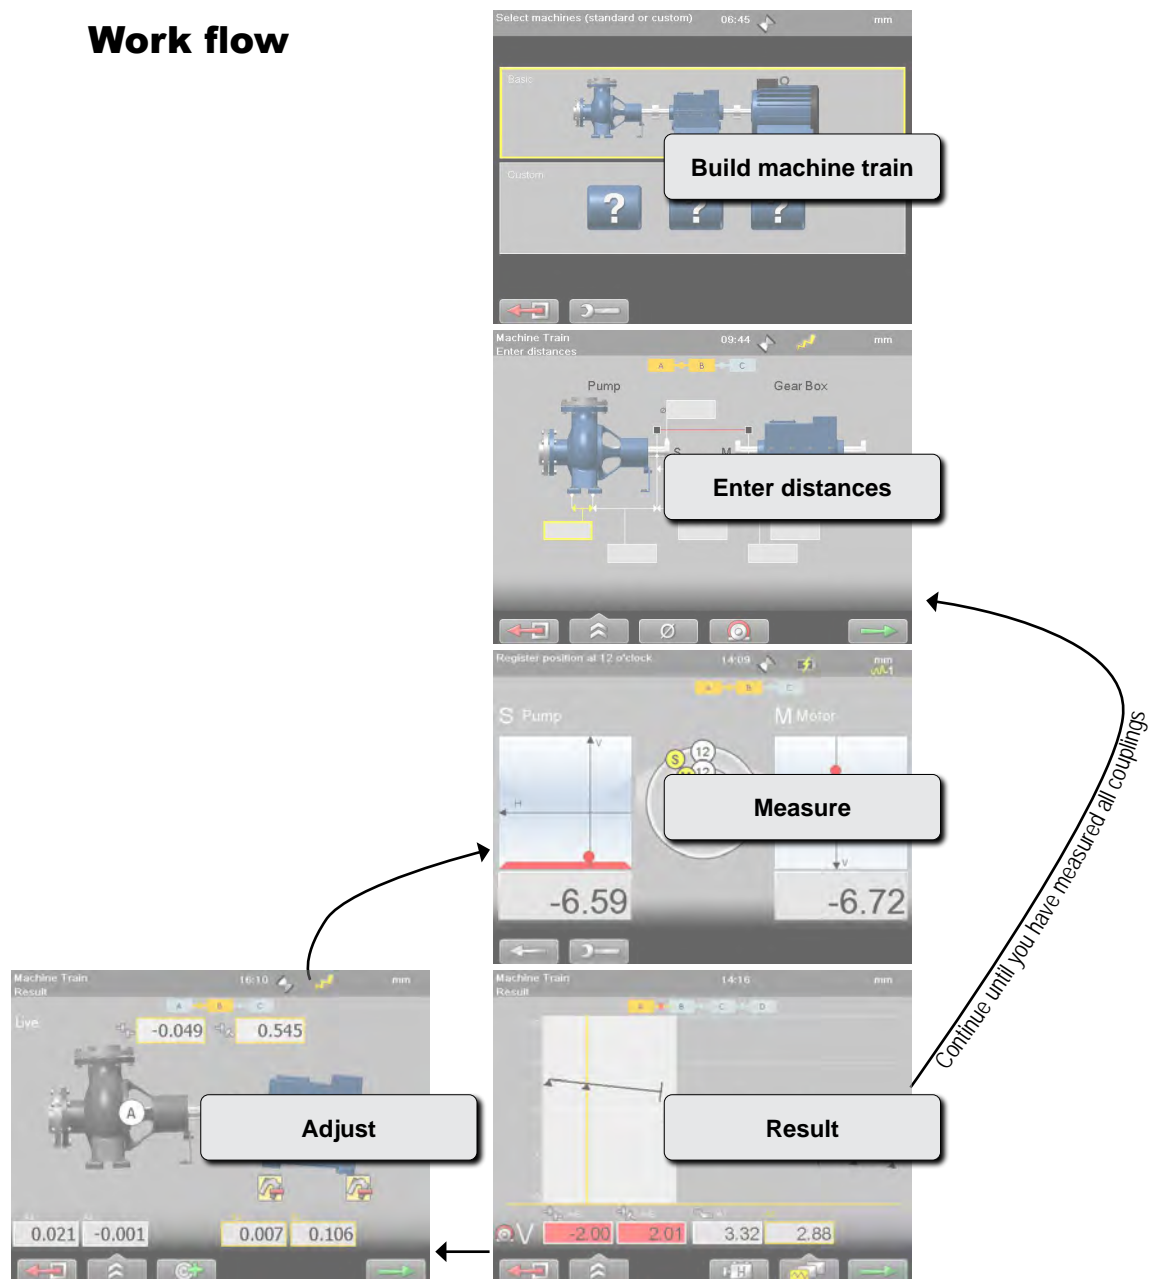 Work flow
Select machines (standard or custom) 06:45 mm
Basic
Build machine train
Custom
? ? ?
Machine Train 09:44 mm
Enter distances
A B C
Pump Gear Box
Ø
S M
Enter distances
Ø
Register position at 12 o'clock 14:09 mm
1
A B C
S Pump M Motor
V
S 12
12
H
Measure
V
-6.59 -6.72
Continue until you have measured all couplings
Machine Train 16:10 mm
Result
A B C
Live
-0.049 0.545
A
Adjust
0.021 -0.001 0.007 0.106
Machine Train 14:16 mm
Result
A B C D
Result
V -2.00 2.01 3.32 2.88
H